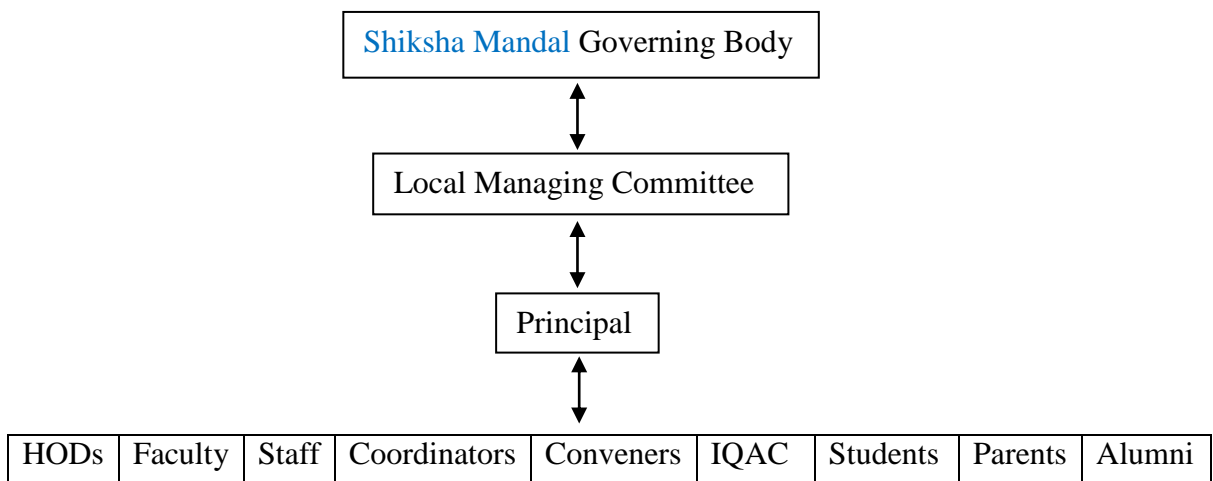 Shiksha Mandal Governing Body
Local Managing Committee
Principal
HODs Faculty Staff Coordinators Conveners IQAC Students Parents Alumni